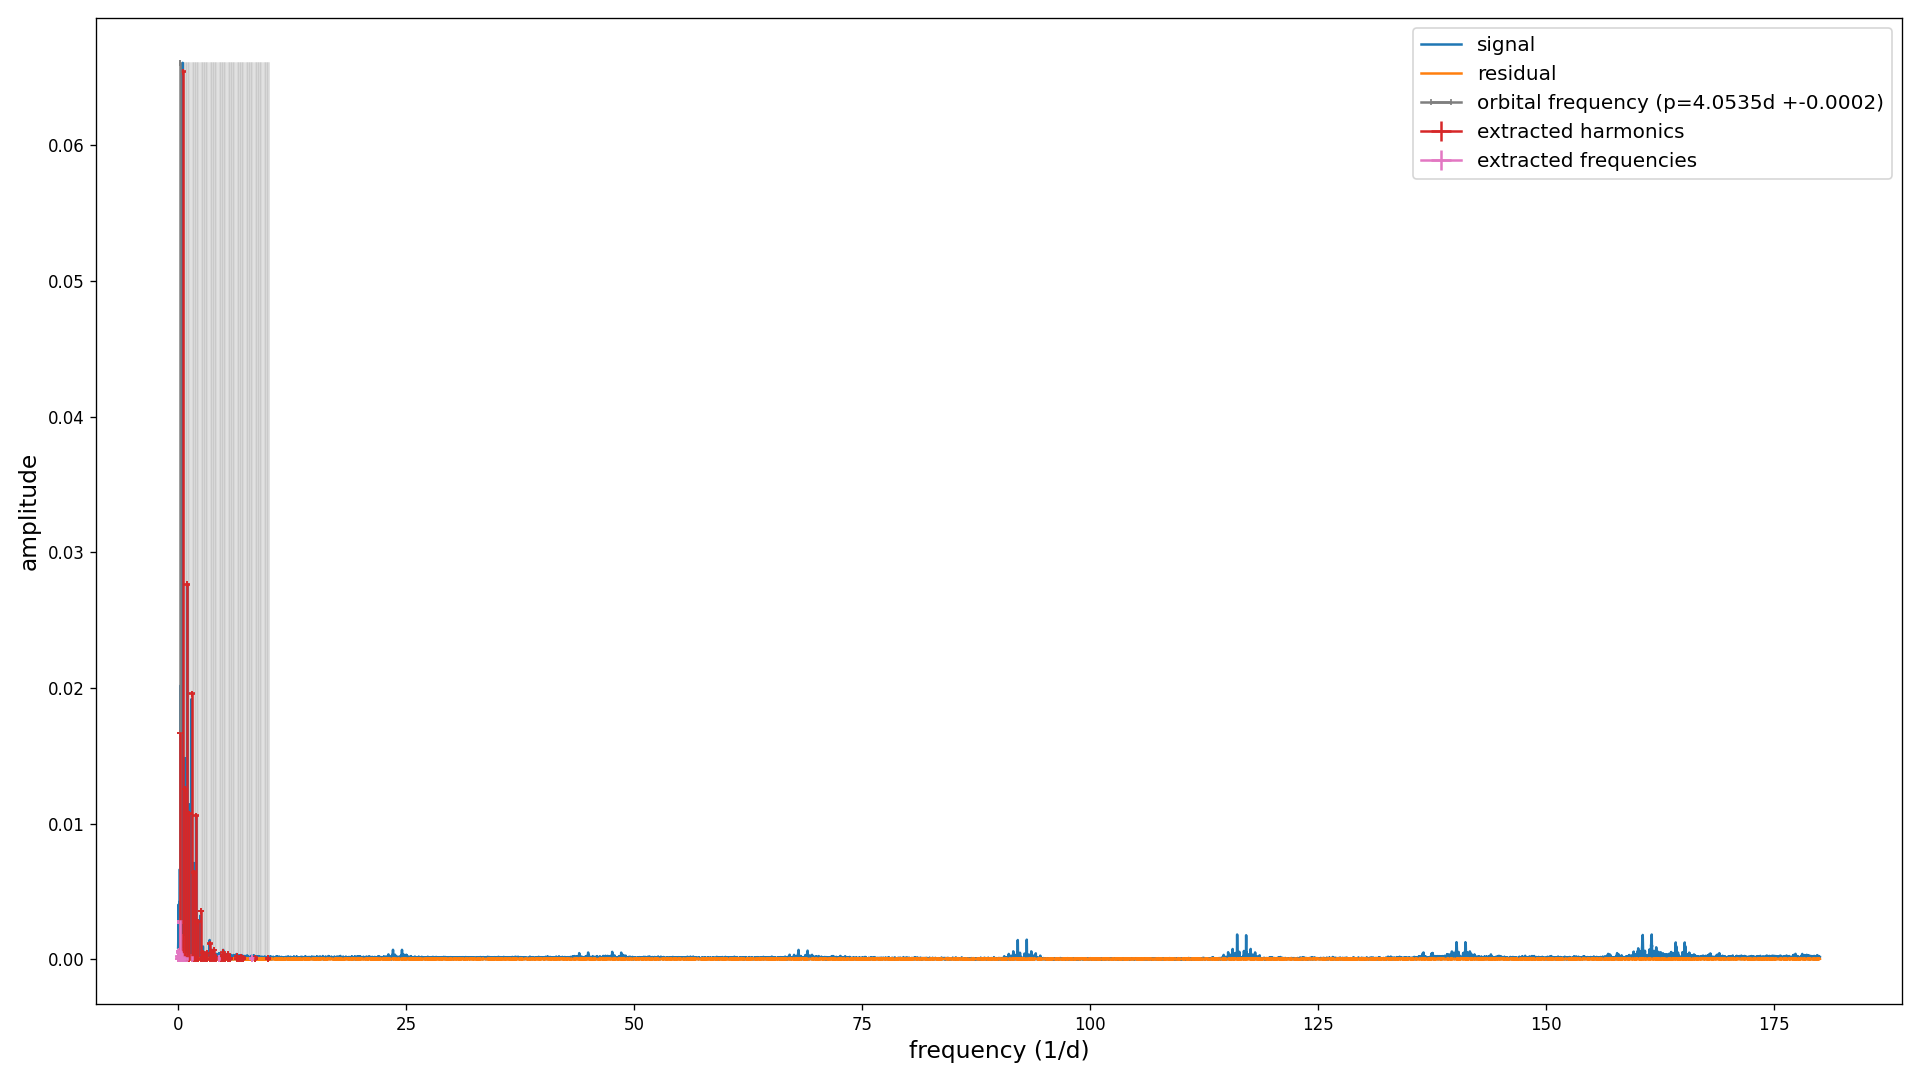 signal
residual
orbital frequency (p=4.0535d +-0.0002)
extracted harmonics
extracted frequencies
amplitude
0.06
0.05
0.04
0.03
0.02
0.01
0.00
0 25 50 75 100 125 150 175
frequency (1/d)